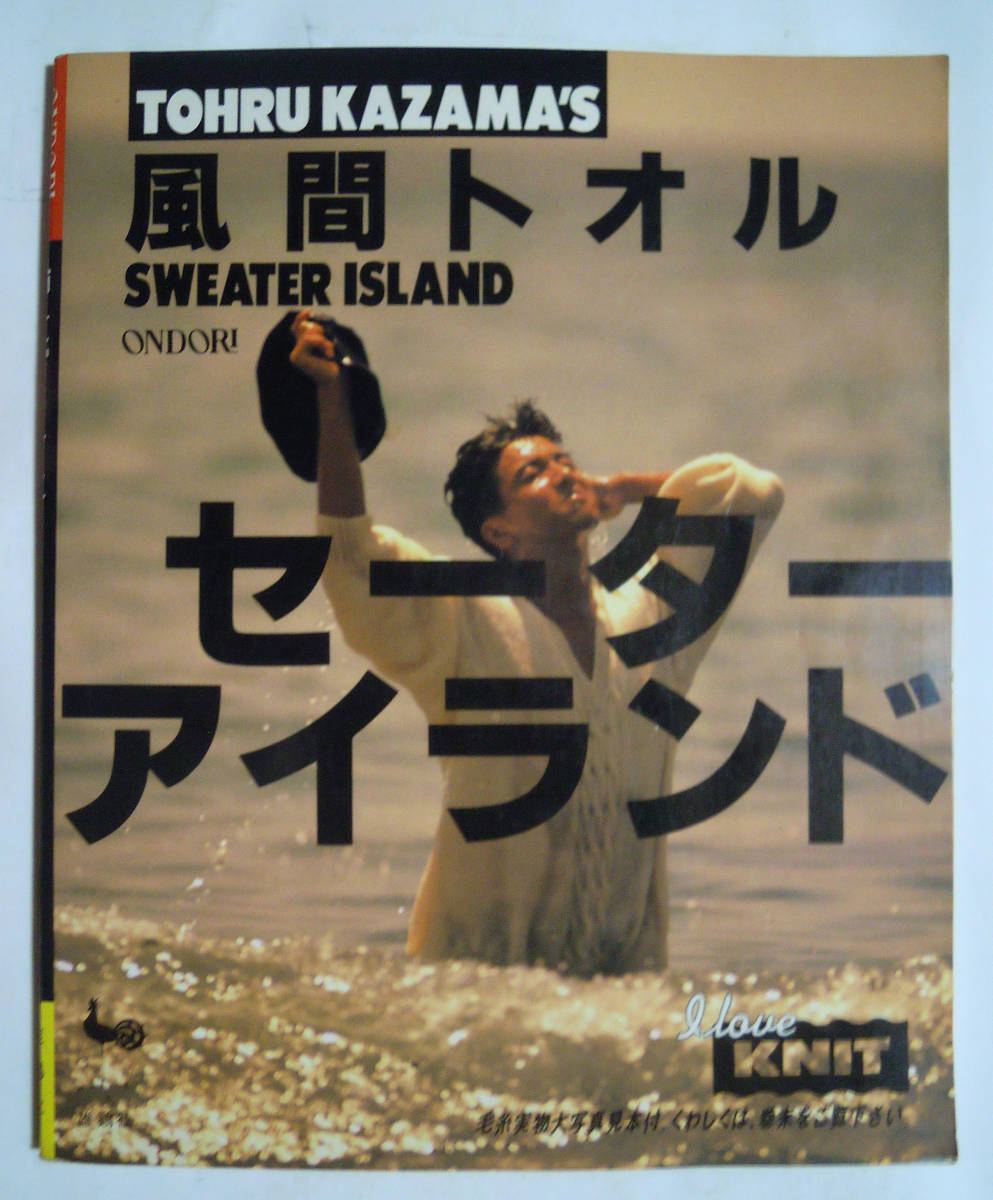 TOHRU KAZAMA'S
風間トオル
SWEATER ISLAND
ONDORI
セーター
アイランド
I love
KNIT
毛糸実物大写真見本付。くわしくは、巻末をご覧下さい